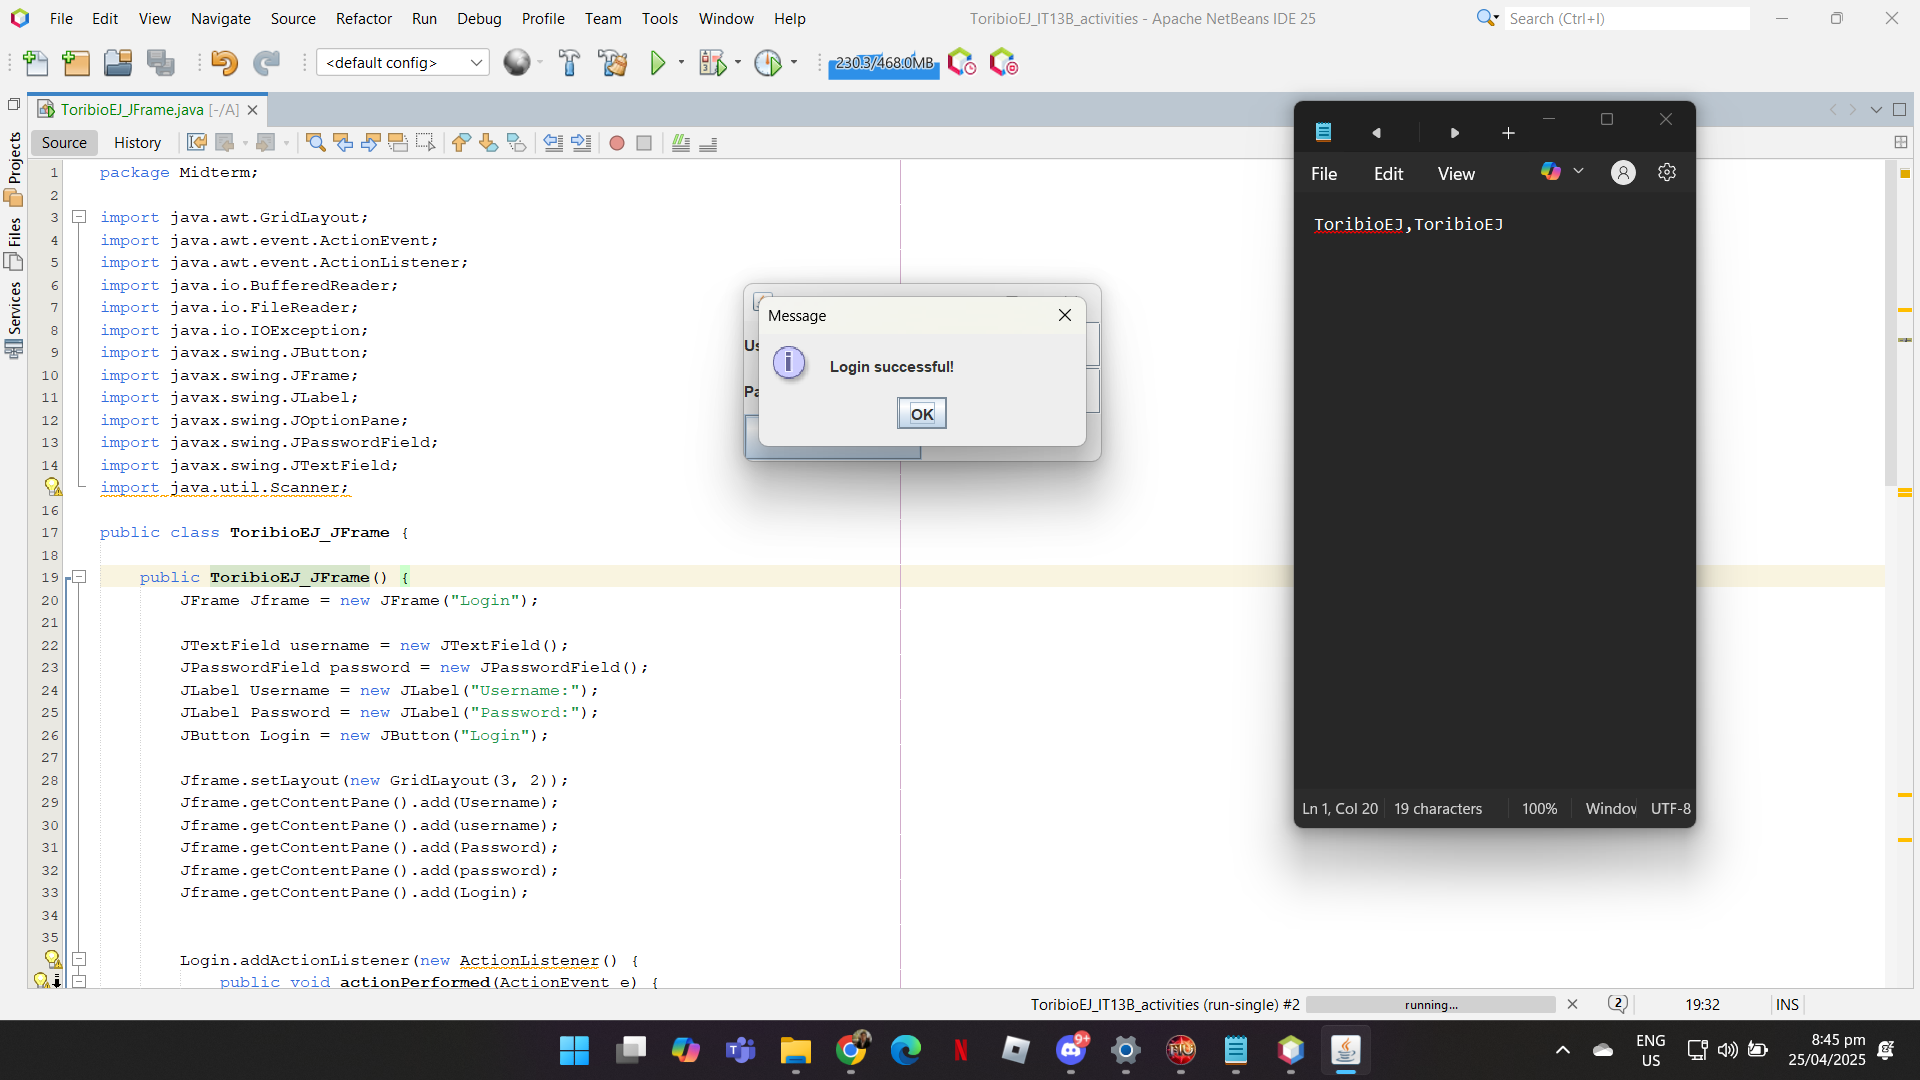 File Edit View Navigate Source Refactor Run Debug Profile Team Tools Window Help
ToribioEJ_IT13B_activities - Apache NetBeans IDE 25
Search (Ctrl+I)
<default config>
230.3/468.0MB
ToribioEJ_JFrame.java [-/A]
Source History
Projects
Files
Services
1 package Midterm;
2
3 import java.awt.GridLayout;
4 import java.awt.event.ActionEvent;
5 import java.awt.event.ActionListener;
6 import java.io.BufferedReader;
7 import java.io.FileReader;
8 import java.io.IOException;
9 import javax.swing.JButton;
10 import javax.swing.JFrame;
11 import javax.swing.JLabel;
12 import javax.swing.JOptionPane;
13 import javax.swing.JPasswordField;
14 import javax.swing.JTextField;
import java.util.Scanner;
16
17 public class ToribioEJ_JFrame {
18
19 public ToribioEJ_JFrame() {
20 JFrame Jframe = new JFrame("Login");
21
22 JTextField username = new JTextField();
23 JPasswordField password = new JPasswordField();
24 JLabel Username = new JLabel("Username:");
25 JLabel Password = new JLabel("Password:");
26 JButton Login = new JButton("Login");
27
28 Jframe.setLayout(new GridLayout(3, 2));
29 Jframe.getContentPane().add(Username);
30 Jframe.getContentPane().add(username);
31 Jframe.getContentPane().add(Password);
32 Jframe.getContentPane().add(password);
33 Jframe.getContentPane().add(Login);
34
35
Login.addActionListener(new ActionListener() {
public void actionPerformed(ActionEvent e) {
Message
Login successful!
OK
File Edit View
ToribioEJ,ToribioEJ
Ln 1, Col 20 19 characters 100% Window UTF-8
ToribioEJ_IT13B_activities (run-single) #2 running... 2 19:32 INS
9+
ENG
US
8:45 pm
25/04/2025